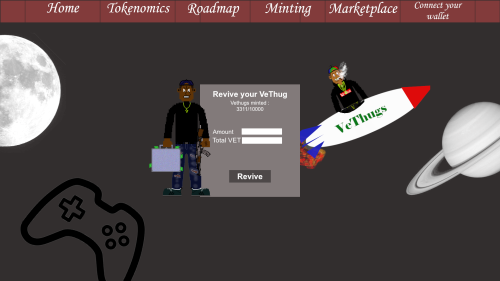 Home
Tokenomics
Roadmap
Minting
Marketplace
Connect your
wallet
Revive your VeThug
Vethugs minted :
3311/10000
Amount
Total VET
Revive
VeThugs